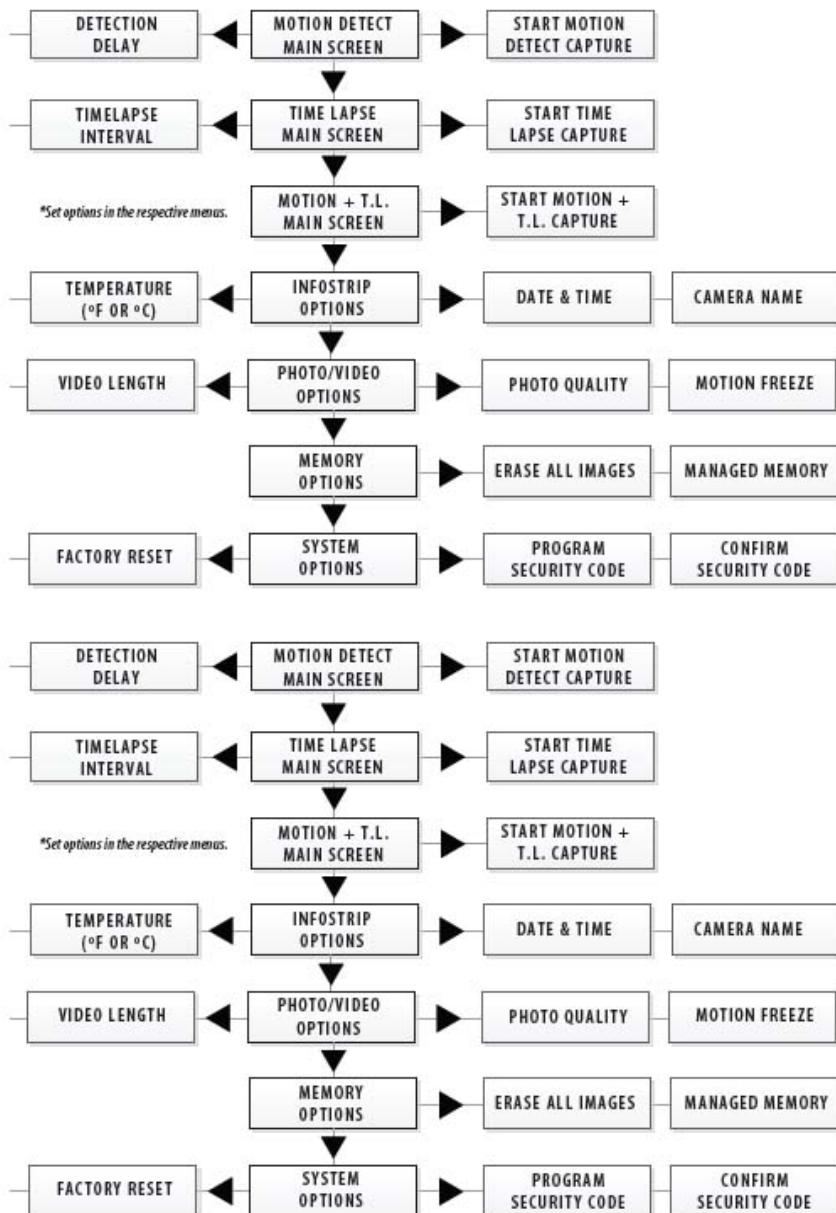 DETECTION
DELAY
MOTION DETECT
MAIN SCREEN
START MOTION
DETECT CAPTURE
TIMELAPSE
INTERVAL
TIME LAPSE
MAIN SCREEN
START TIME
LAPSE CAPTURE
*Set options in the respective menus.
MOTION + T.L.
MAIN SCREEN
START MOTION +
T.L. CAPTURE
TEMPERATURE
(ºF OR ºC)
INFOSTRIP
OPTIONS
DATE & TIME
CAMERA NAME
VIDEO LENGTH
PHOTO/VIDEO
OPTIONS
PHOTO QUALITY
MOTION FREEZE
MEMORY
OPTIONS
ERASE ALL IMAGES
MANAGED MEMORY
FACTORY RESET
SYSTEM
OPTIONS
PROGRAM
SECURITY CODE
CONFIRM
SECURITY CODE
DETECTION
DELAY
MOTION DETECT
MAIN SCREEN
START MOTION
DETECT CAPTURE
TIMELAPSE
INTERVAL
TIME LAPSE
MAIN SCREEN
START TIME
LAPSE CAPTURE
*Set options in the respective menus.
MOTION + T.L.
MAIN SCREEN
START MOTION +
T.L. CAPTURE
TEMPERATURE
(ºF OR ºC)
INFOSTRIP
OPTIONS
DATE & TIME
CAMERA NAME
VIDEO LENGTH
PHOTO/VIDEO
OPTIONS
PHOTO QUALITY
MOTION FREEZE
MEMORY
OPTIONS
ERASE ALL IMAGES
MANAGED MEMORY
FACTORY RESET
SYSTEM
OPTIONS
PROGRAM
SECURITY CODE
CONFIRM
SECURITY CODE